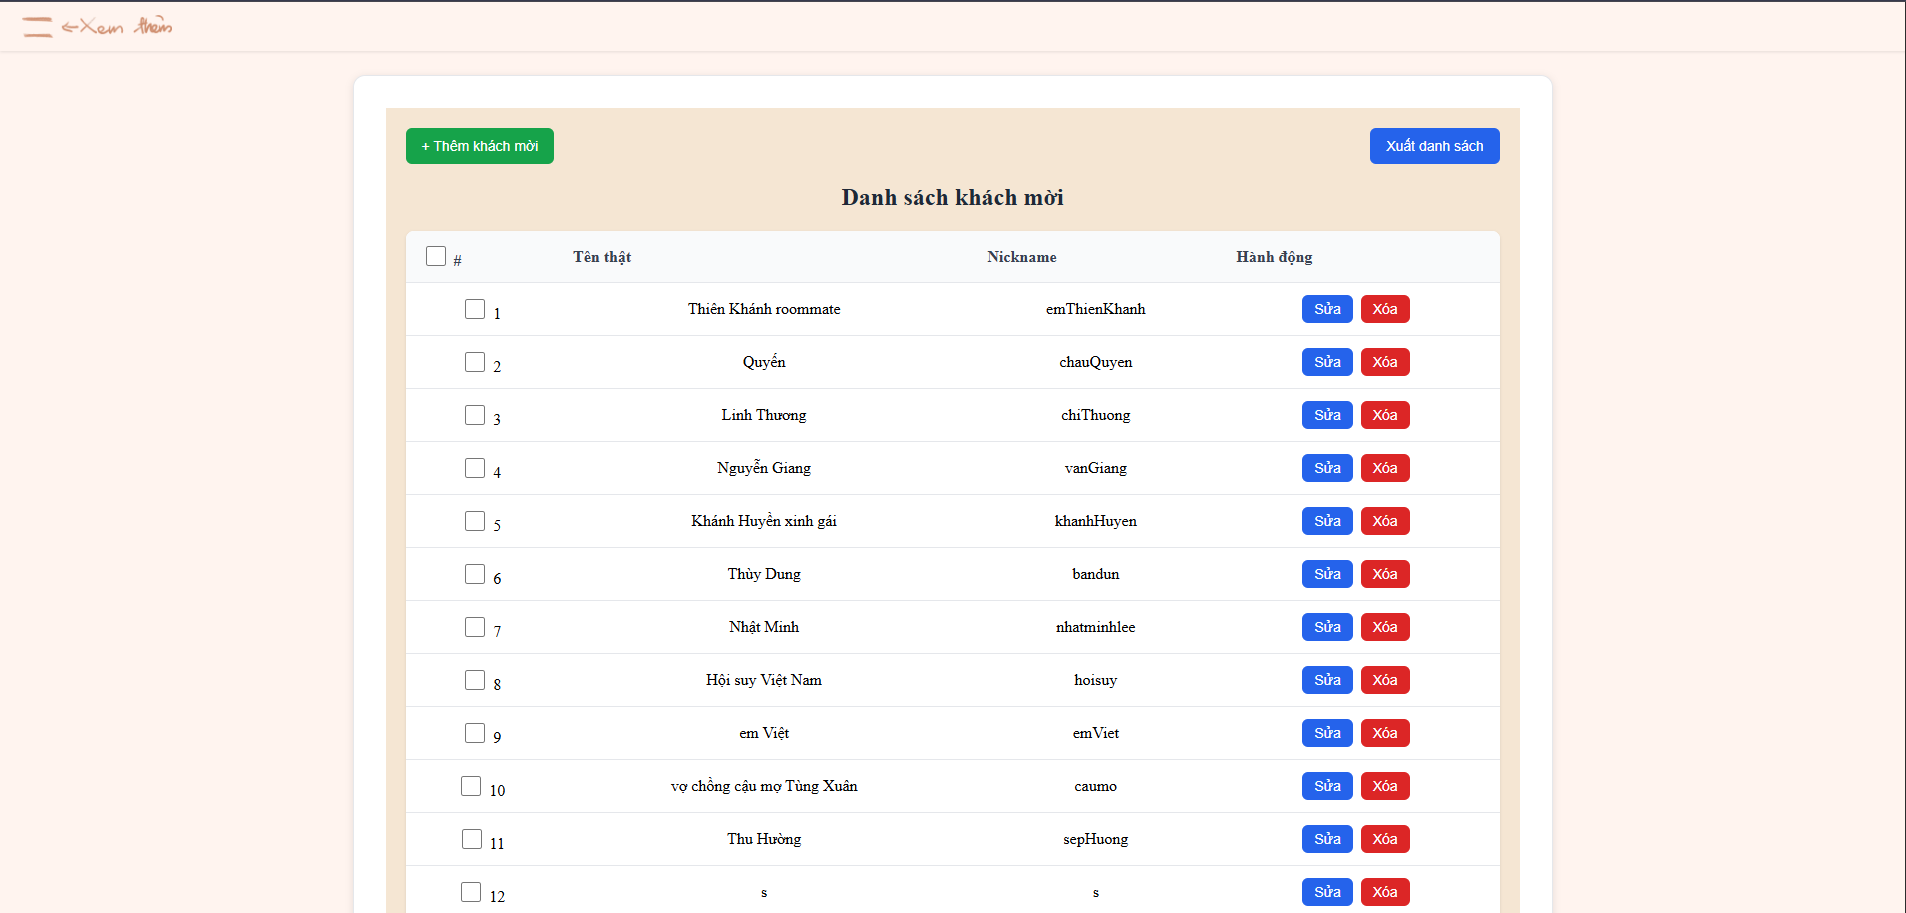 ←Xem thêm
+ Thêm khách mời
Xuất danh sách
Danh sách khách mời
# Tên thật Nickname Hành động
1 Thiên Khánh roommate emThienKhanh Sửa Xóa
2 Quyến chauQuyen Sửa Xóa
3 Linh Thương chiThuong Sửa Xóa
4 Nguyễn Giang vanGiang Sửa Xóa
5 Khánh Huyền xinh gái khanhHuyen Sửa Xóa
6 Thùy Dung bandun Sửa Xóa
7 Nhật Minh nhatminhlee Sửa Xóa
8 Hội suy Việt Nam hoisuy Sửa Xóa
9 em Việt emViet Sửa Xóa
10 vợ chồng cậu mợ Tùng Xuân caumo Sửa Xóa
11 Thu Hường sepHuong Sửa Xóa
12 s s Sửa Xóa